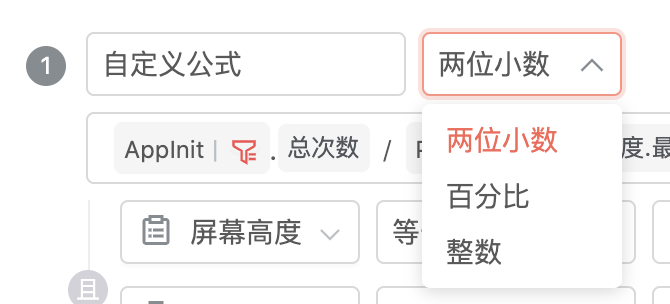 1 自定义公式 两位小数
AppInit | . 总次数 / 度.最
两位小数
百分比
屏幕高度 等
整数
且